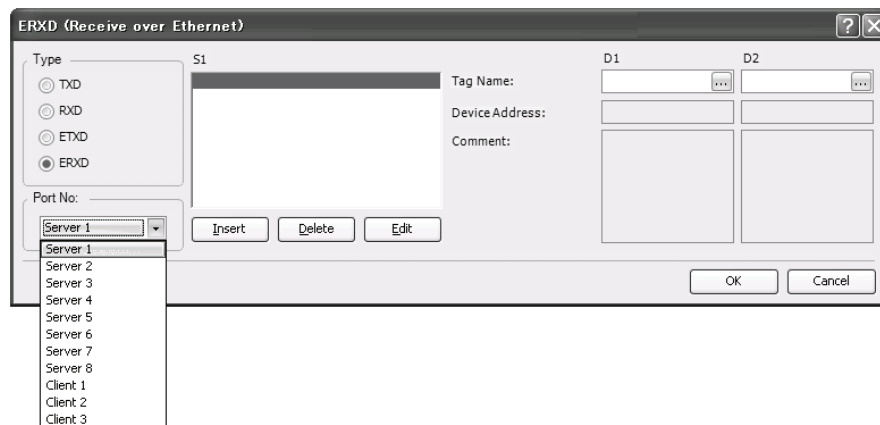 ERXD (Receive over Ethernet)
Type
TXD
RXD
ETXD
ERXD
Port No:
Server 1
Server 1
Server 2
Server 3
Server 4
Server 5
Server 6
Server 7
Server 8
Client 1
Client 2
Client 3
S1
Insert Delete Edit
D1 D2
Tag Name: ... ...
Device Address:
Comment:
OK Cancel